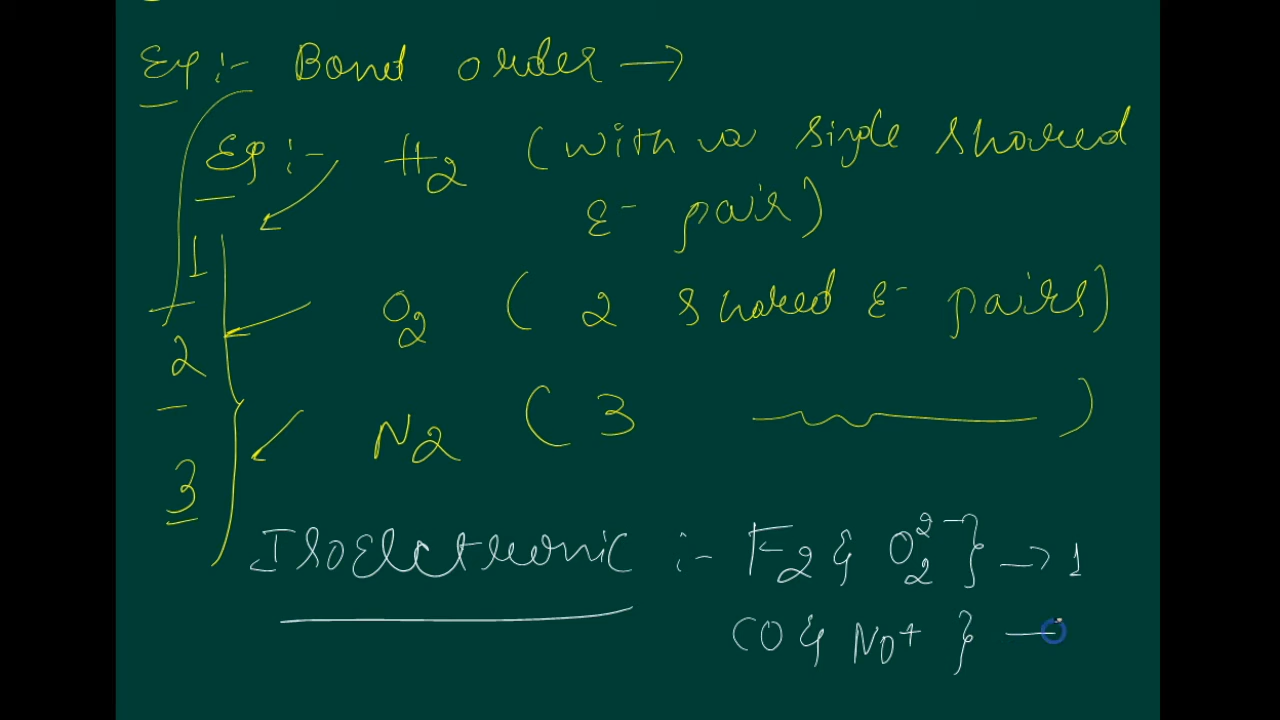 Eg :- Bond order →
Eg :- H2 (with a single shared
e- pair)
1
O2 (2 shared e- pairs)
2
N2 (3 )
3
IsoElectronic :- F2 & O2 2- } → 1
CO & NO+ } —